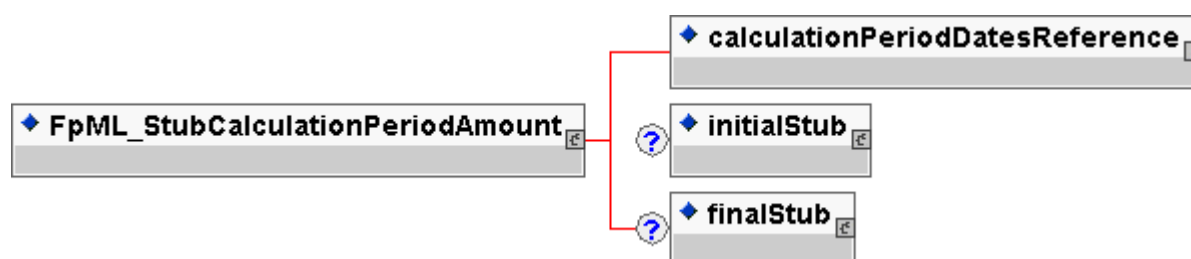 calculationPeriodDatesReference
FpML_StubCalculationPeriodAmount
? initialStub
? finalStub